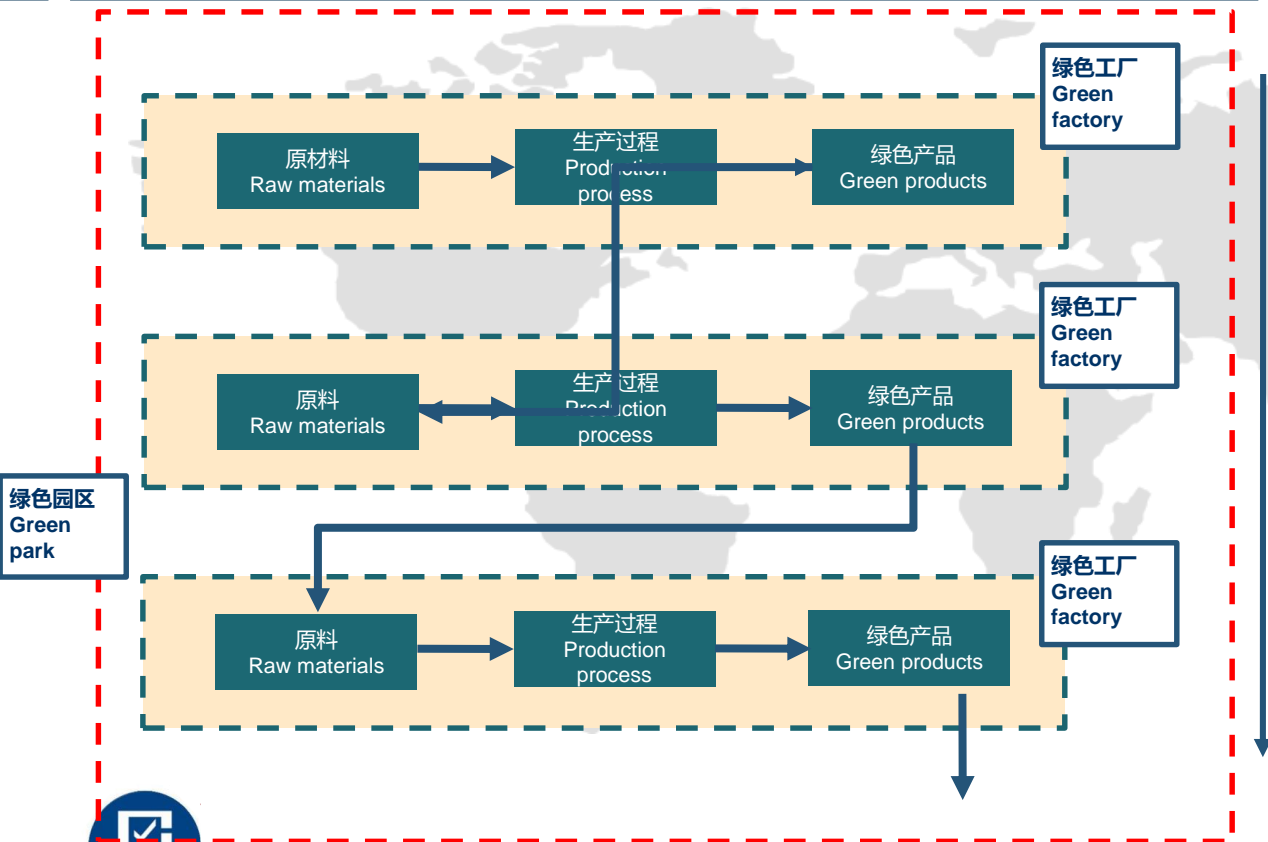 绿色工厂
Green
factory
原材料
Raw materials
生产过程
Production
process
绿色产品
Green products
绿色工厂
Green
factory
原料
Raw materials
生产过程
Production
process
绿色产品
Green products
绿色园区
Green
park
绿色工厂
Green
factory
原料
Raw materials
生产过程
Production
process
绿色产品
Green products